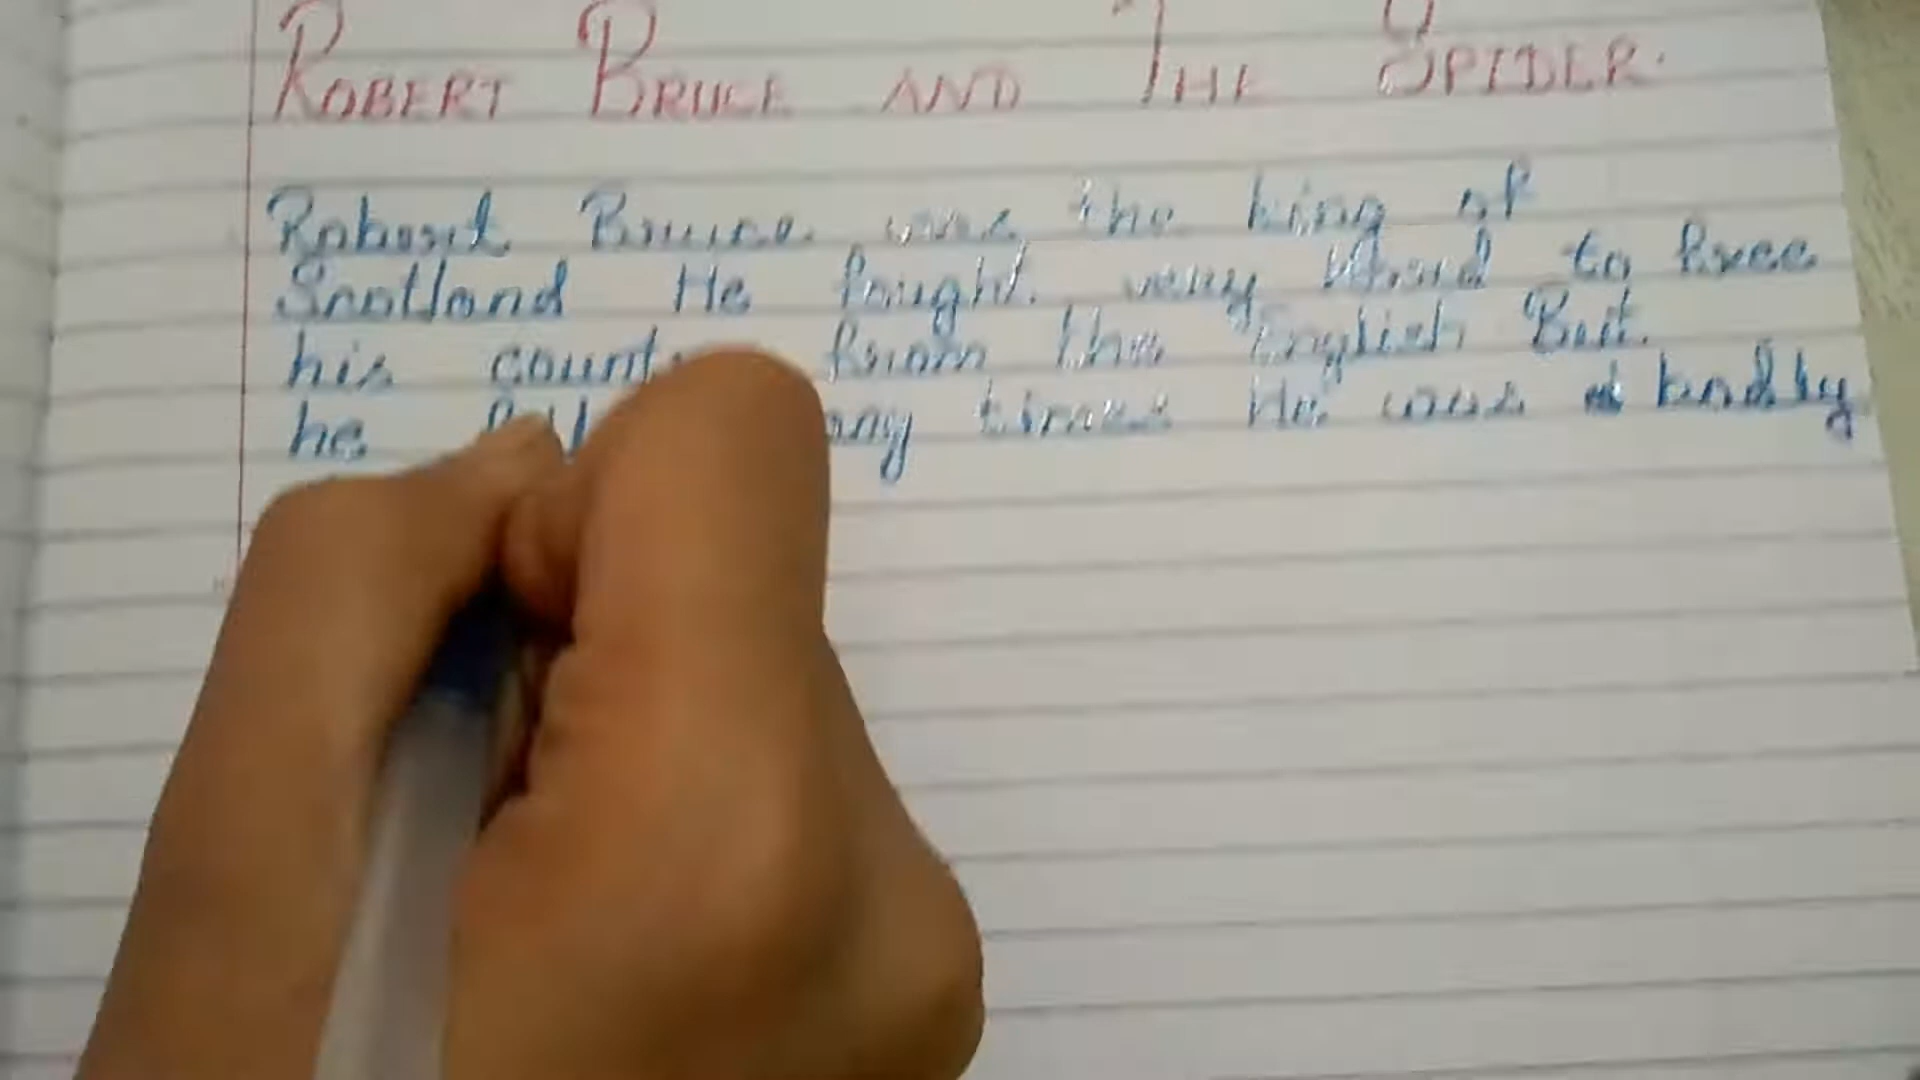 ROBERT BRUCE AND THE SPIDER.
Robert Bruce was the king of
Scotland He fought very hard to free
his from the English But
he times He was badly